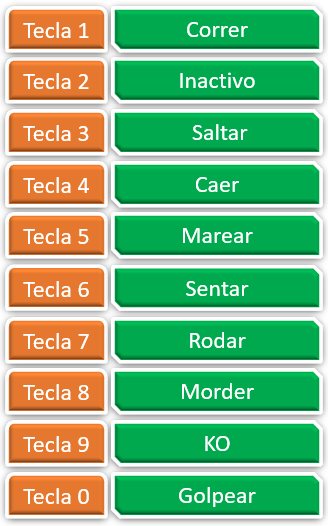 Tecla 1 Correr
Tecla 2 Inactivo
Tecla 3 Saltar
Tecla 4 Caer
Tecla 5 Marear
Tecla 6 Sentar
Tecla 7 Rodar
Tecla 8 Morder
Tecla 9 KO
Tecla 0 Golpear